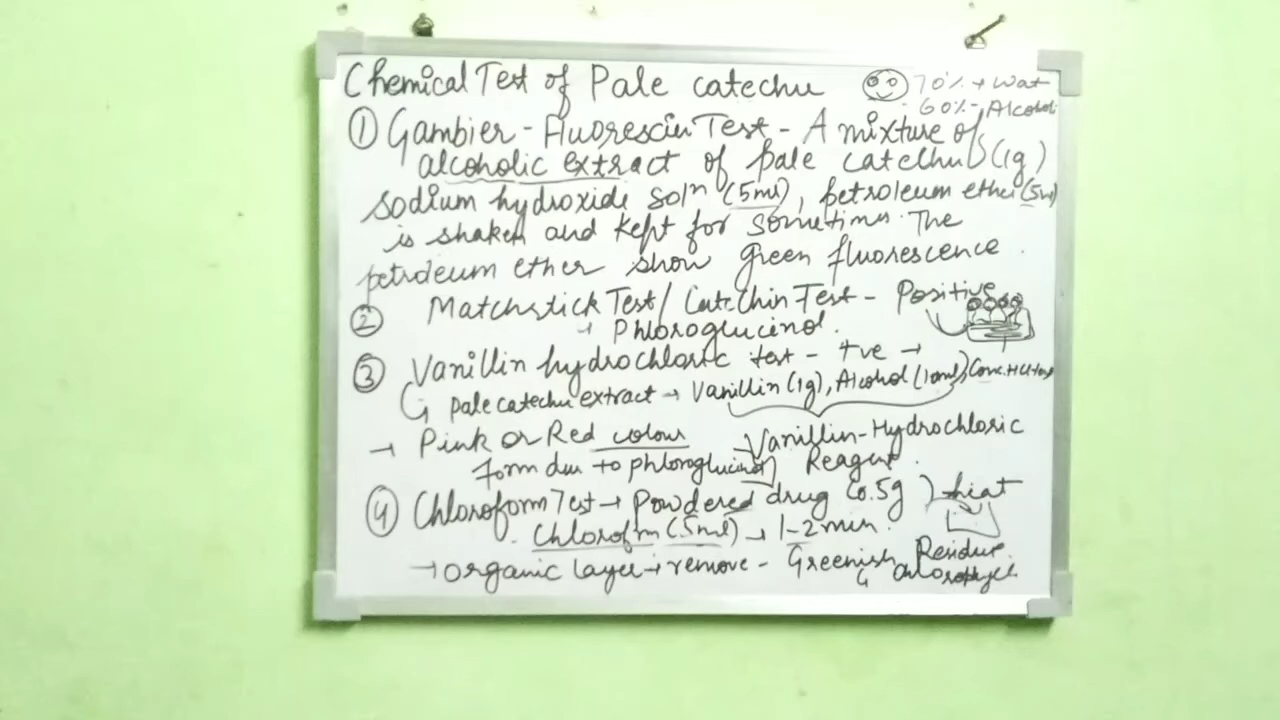 Chemical Test of Pale catechu
70% + Wat
60% - Alcohol
① Gambier - Fluorescin Test - A mixture of
alcoholic extract of pale catechu (1g)
sodium hydroxide solⁿ (5ml), petroleum ether (5ml)
is shaken and kept for sometime. The
petroleum ether show green fluorescence.
② Matchstick Test / Catechin Test - Positive
→ Phloroglucinol.
③ Vanillin hydrochloric test - +ve →
pale catechu extract → Vanillin (1g), Alcohol (10ml), Conc. HCl
→ Pink or Red colour Vanillin-Hydrochloric
form due to phloroglucinol Reagent.
④ Chloroform Test → Powdered drug (0.5g) heat
Chlorofm (5ml) → 1-2 min.
→ organic layer → remove - Greenish Residue